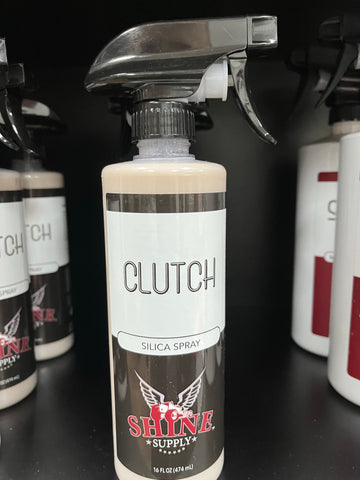 CLUTCH
SILICA SPRAY
SHINE
★ SUPPLY ★
★★★★★
16 FL OZ (474 mL)